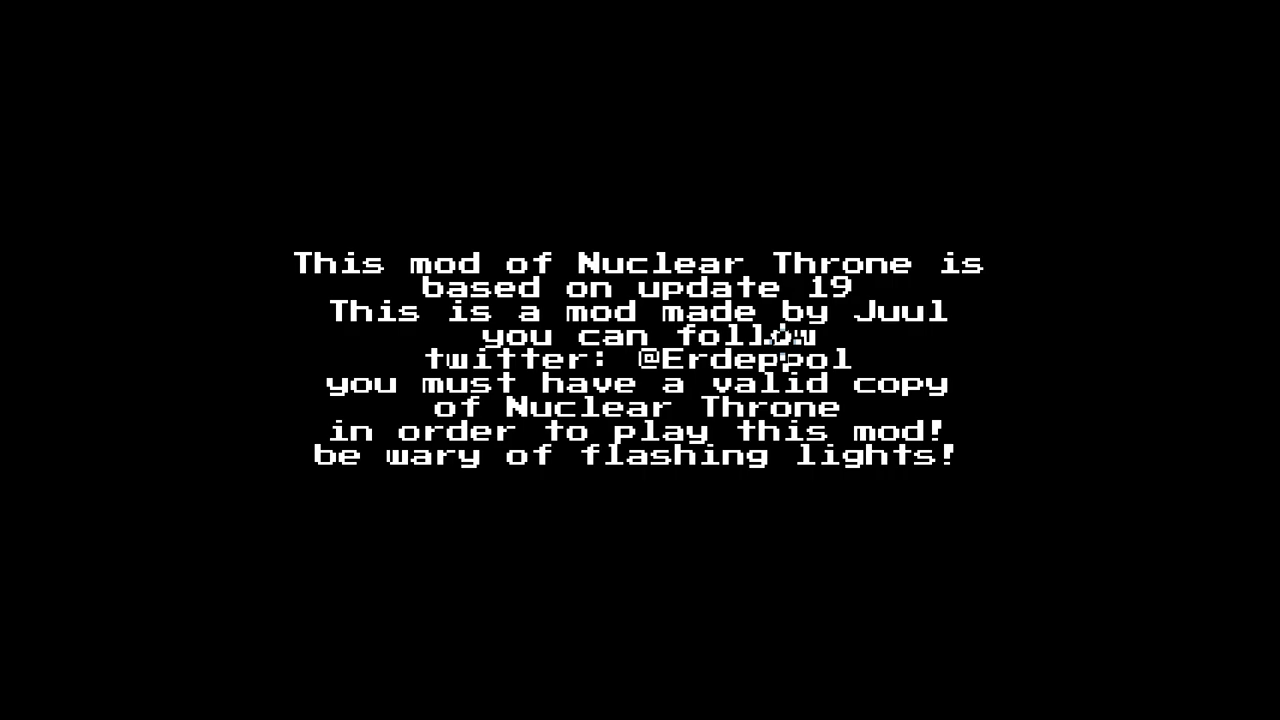 This mod of Nuclear Throne is
based on update 19
This is a mod made by Juul
you can follow
twitter: @Erdeppol
you must have a valid copy
of Nuclear Throne
in order to play this mod!
be wary of flashing lights!